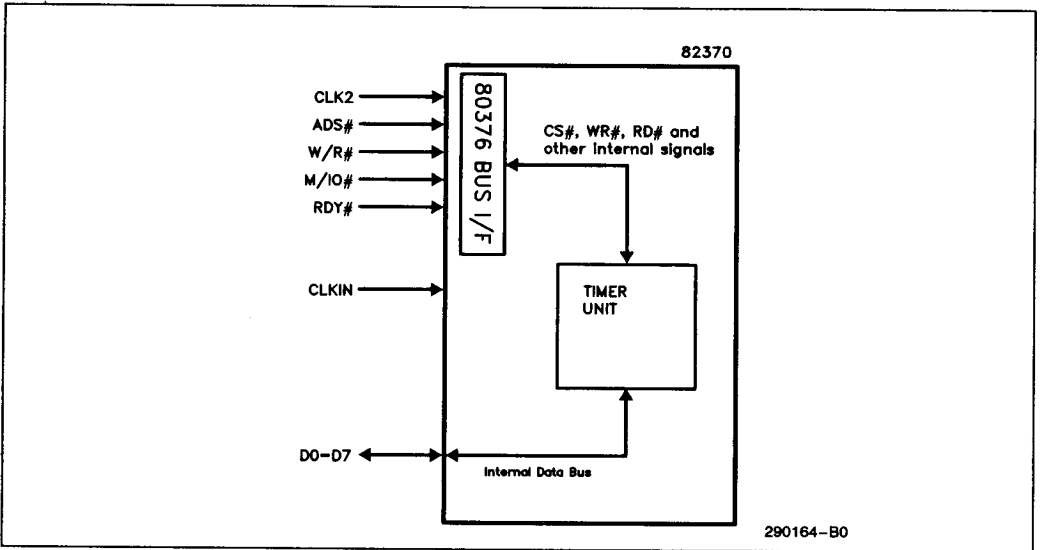 82370
CLK2
ADS#
W/R#
M/IO#
RDY#
80376 BUS I/F
CS#, WR#, RD# and
other internal signals
CLKIN
TIMER
UNIT
D0-D7
Internal Data Bus
290164-B0